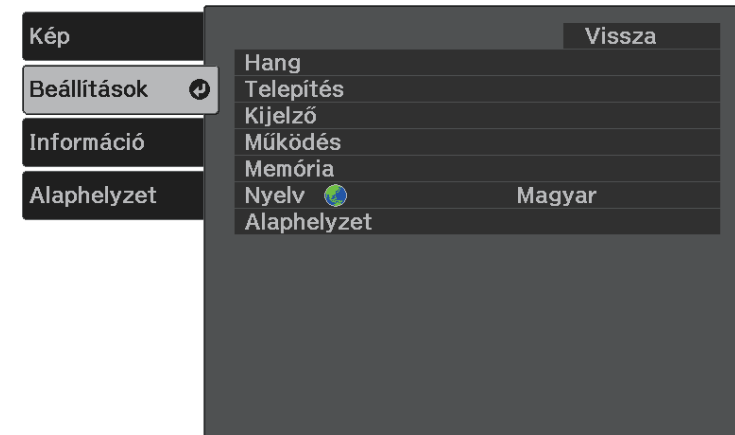 Kép
Beállítások
Információ
Alaphelyzet
Vissza
Hang
Telepítés
Kijelző
Működés
Memória
Nyelv Magyar
Alaphelyzet